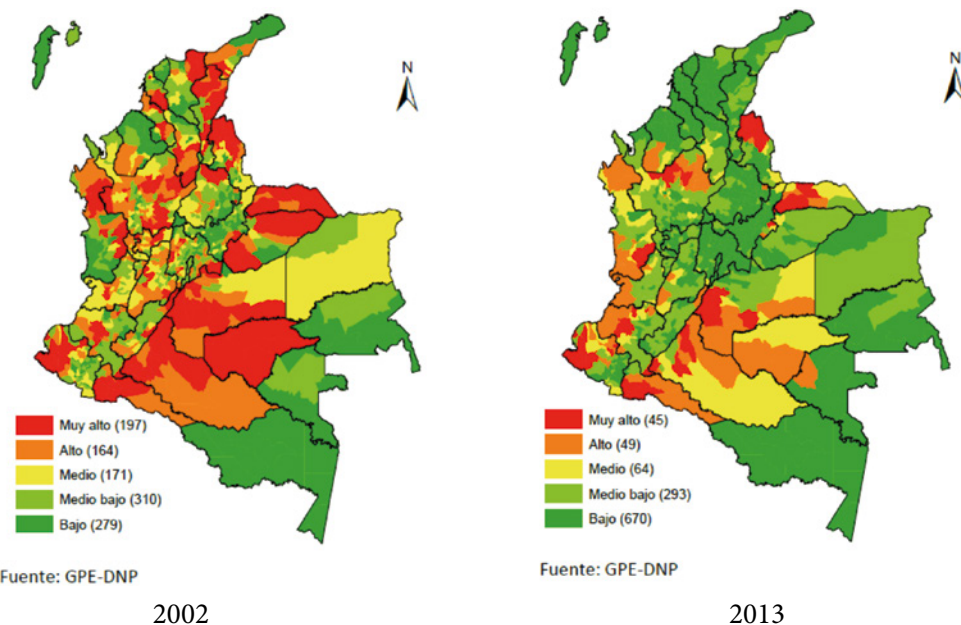 N
Muy alto (197)
Alto (164)
Medio (171)
Medio bajo (310)
Bajo (279)
Fuente: GPE-DNP
2002
N
Muy alto (45)
Alto (49)
Medio (64)
Medio bajo (293)
Bajo (670)
Fuente: GPE-DNP
2013